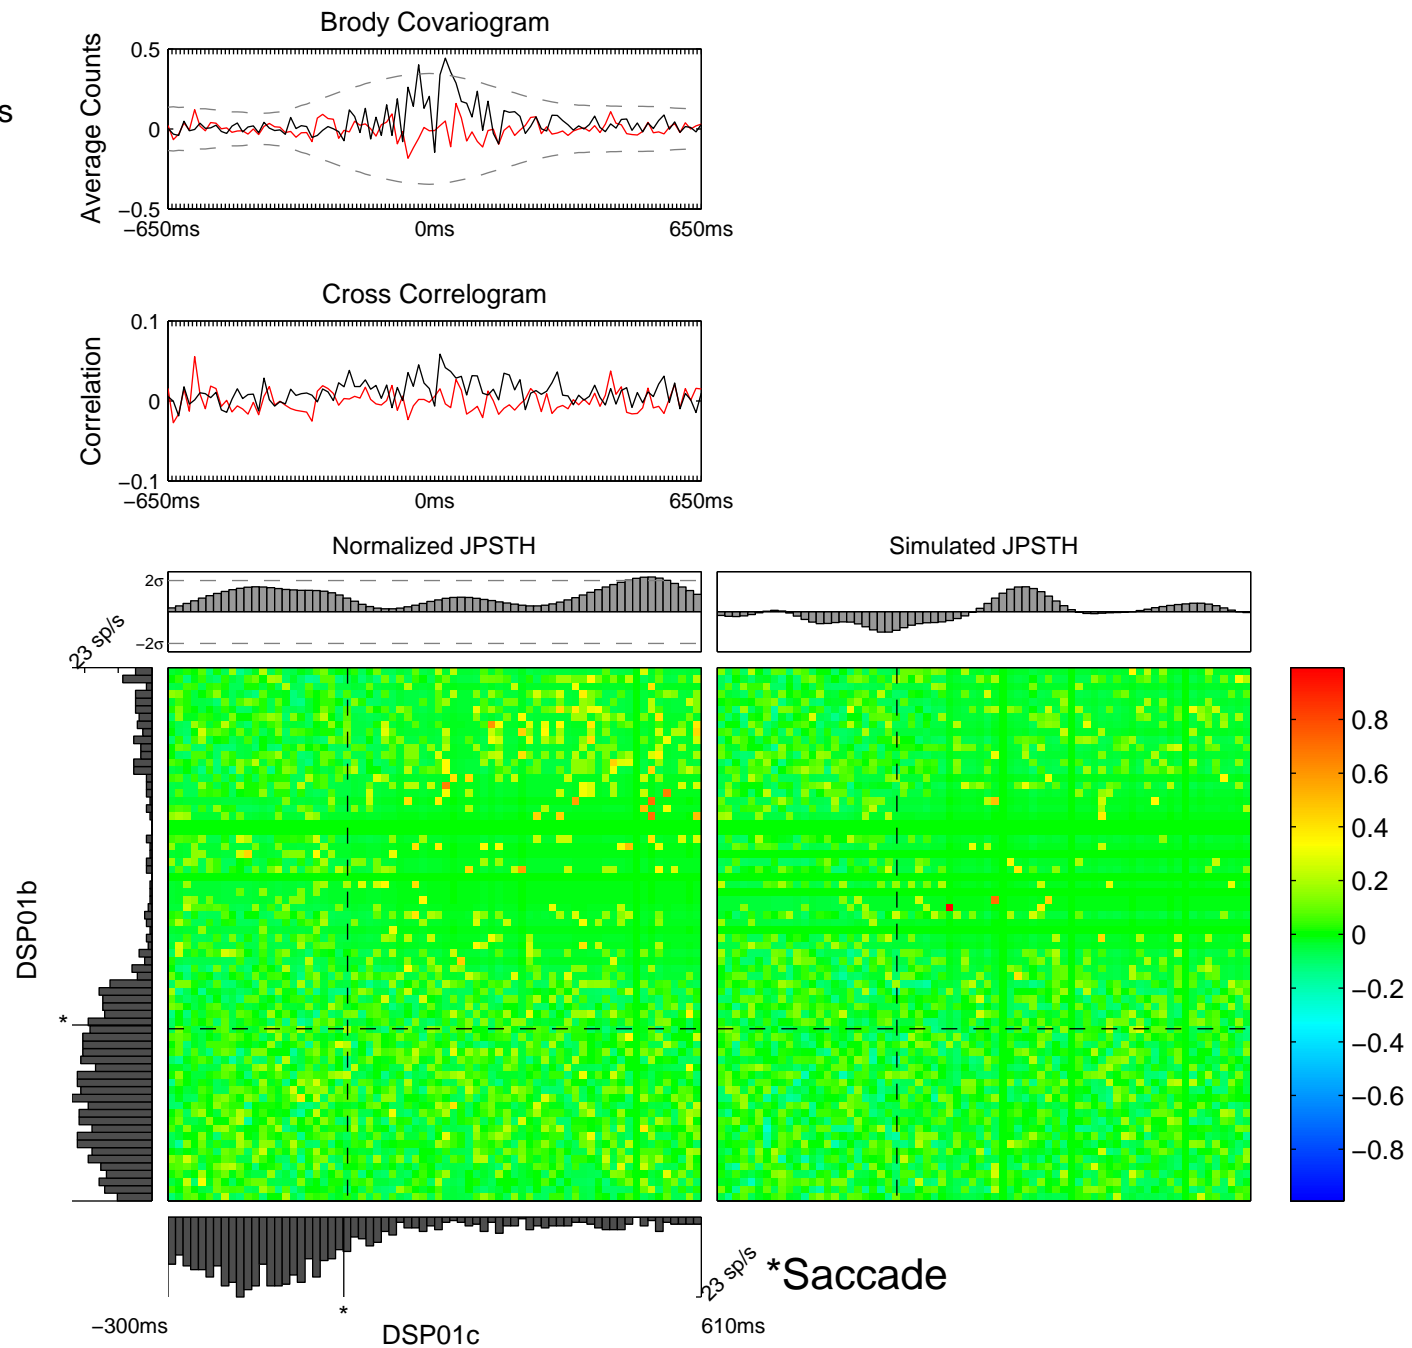 Brody Covariogram
s
Average Counts
0.5
0
−0.5
−650ms
0ms
650ms
Cross Correlogram
Correlation
0.1
0
−0.1
−650ms
0ms
650ms
Normalized JPSTH
Simulated JPSTH
2σ
−2σ
23 sp/s
DSP01b
*
0.8
0.6
0.4
0.2
0
−0.2
−0.4
−0.6
−0.8
*
23 sp/s
*Saccade
−300ms
DSP01c
610ms